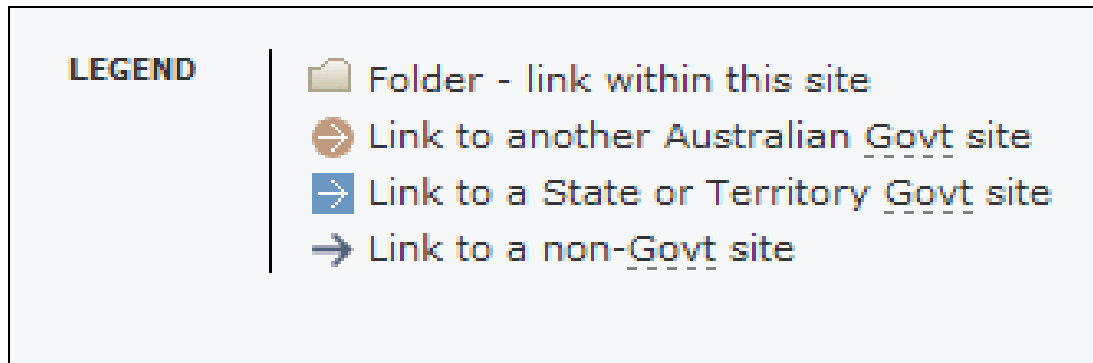 LEGEND
Folder - link within this site
Link to another Australian Govt site
Link to a State or Territory Govt site
Link to a non-Govt site